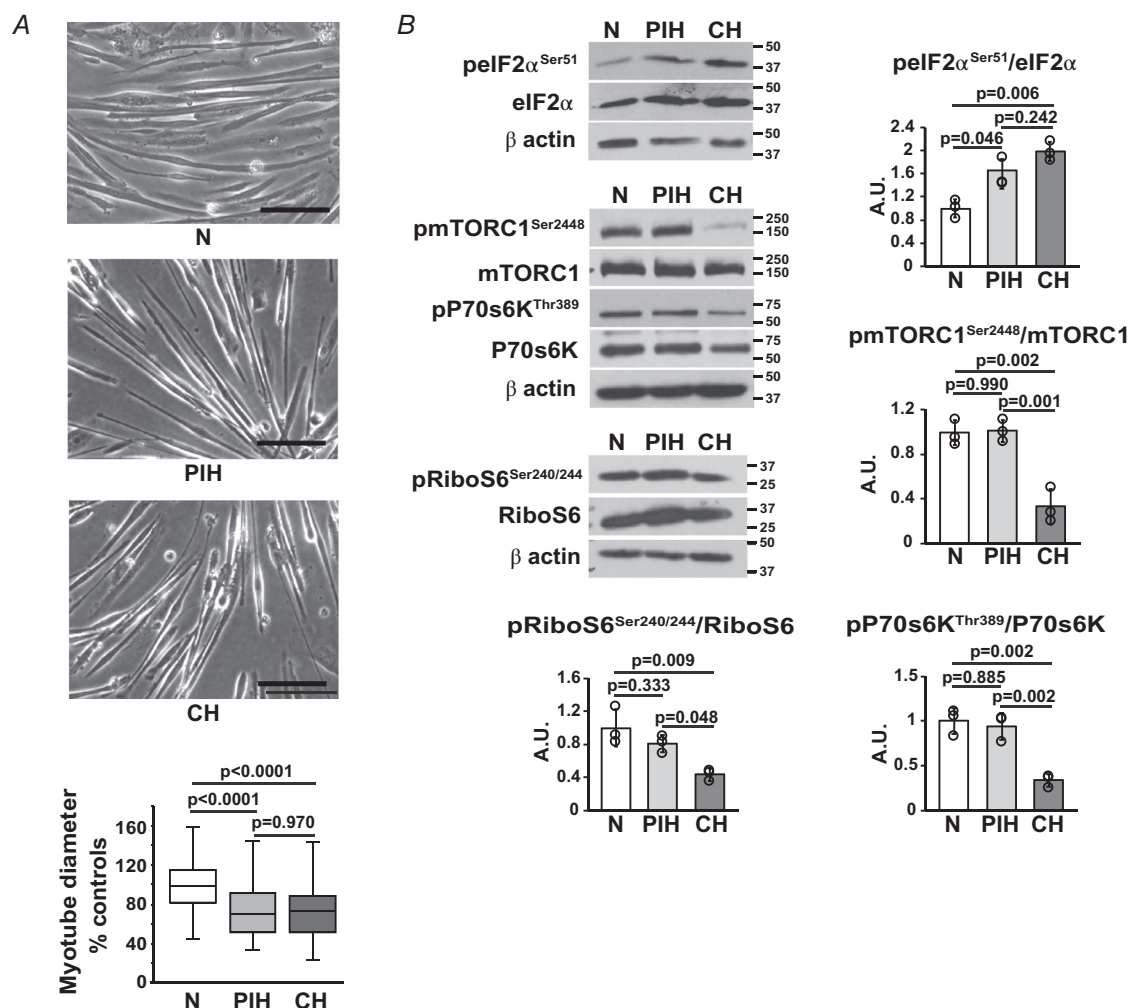 A
N
PIH
CH
p<0.0001
p<0.0001
p=0.970
Myotube diameter
% controls
160
120
80
40
0
N PIH CH
B
N PIH CH
peIF2αSer51
50
37
eIF2α
50
37
β actin
50
37
N PIH CH
pmTORC1Ser2448
250
150
mTORC1
250
150
pP70s6KThr389
75
50
P70s6K
75
50
β actin
50
37
N PIH CH
pRiboS6Ser240/244
37
25
RiboS6
37
25
β actin
50
37
peIF2αSer51/eIF2α
p=0.006
p=0.242
p=0.046
A.U.
2.4
2
1.6
1.2
0.8
0.4
0
N PIH CH
pmTORC1Ser2448/mTORC1
p=0.002
p=0.990
p=0.001
A.U.
1.2
0.8
0.4
0
N PIH CH
pRiboS6Ser240/244/RiboS6
p=0.009
p=0.333
p=0.048
A.U.
1.6
1.2
0.8
0.4
0
N PIH CH
pP70s6KThr389/P70s6K
p=0.002
p=0.885
p=0.002
A.U.
1.5
1
0.5
0
N PIH CH